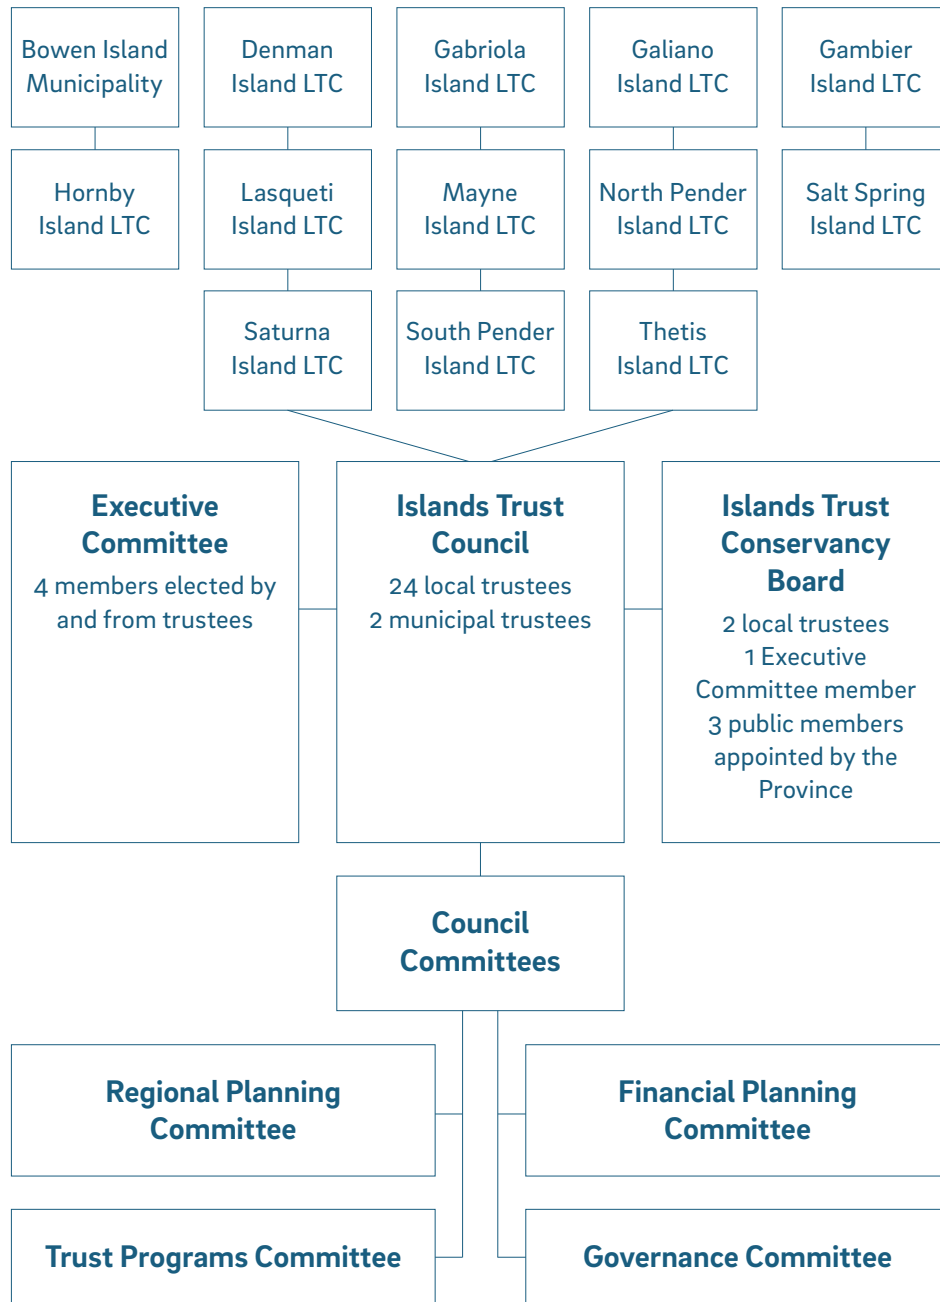 Bowen Island
Municipality
Denman
Island LTC
Gabriola
Island LTC
Galiano
Island LTC
Gambier
Island LTC
Hornby
Island LTC
Lasqueti
Island LTC
Mayne
Island LTC
North Pender
Island LTC
Salt Spring
Island LTC
Saturna
Island LTC
South Pender
Island LTC
Thetis
Island LTC
Executive
Committee
4 members elected by
and from trustees
Islands Trust
Council
24 local trustees
2 municipal trustees
Islands Trust
Conservancy
Board
2 local trustees
1 Executive
Committee member
3 public members
appointed by the
Province
Council
Committees
Regional Planning
Committee
Financial Planning
Committee
Trust Programs Committee
Governance Committee